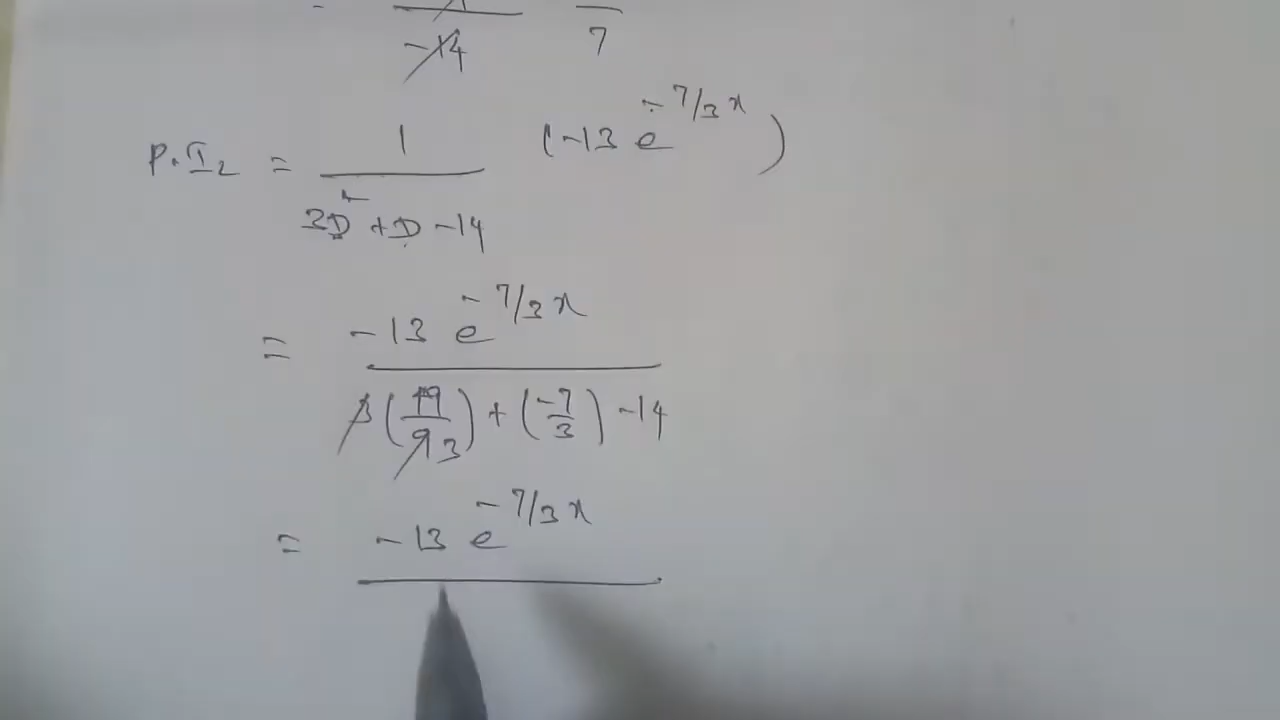 -14 7
P.I₂ = 1 / (3D² + D - 14) (-13 e^(-7/3 x))
= -13 e^(-7/3 x) / (3(49/9 3) + (-7/3) - 14)
= -13 e^(-7/3 x)